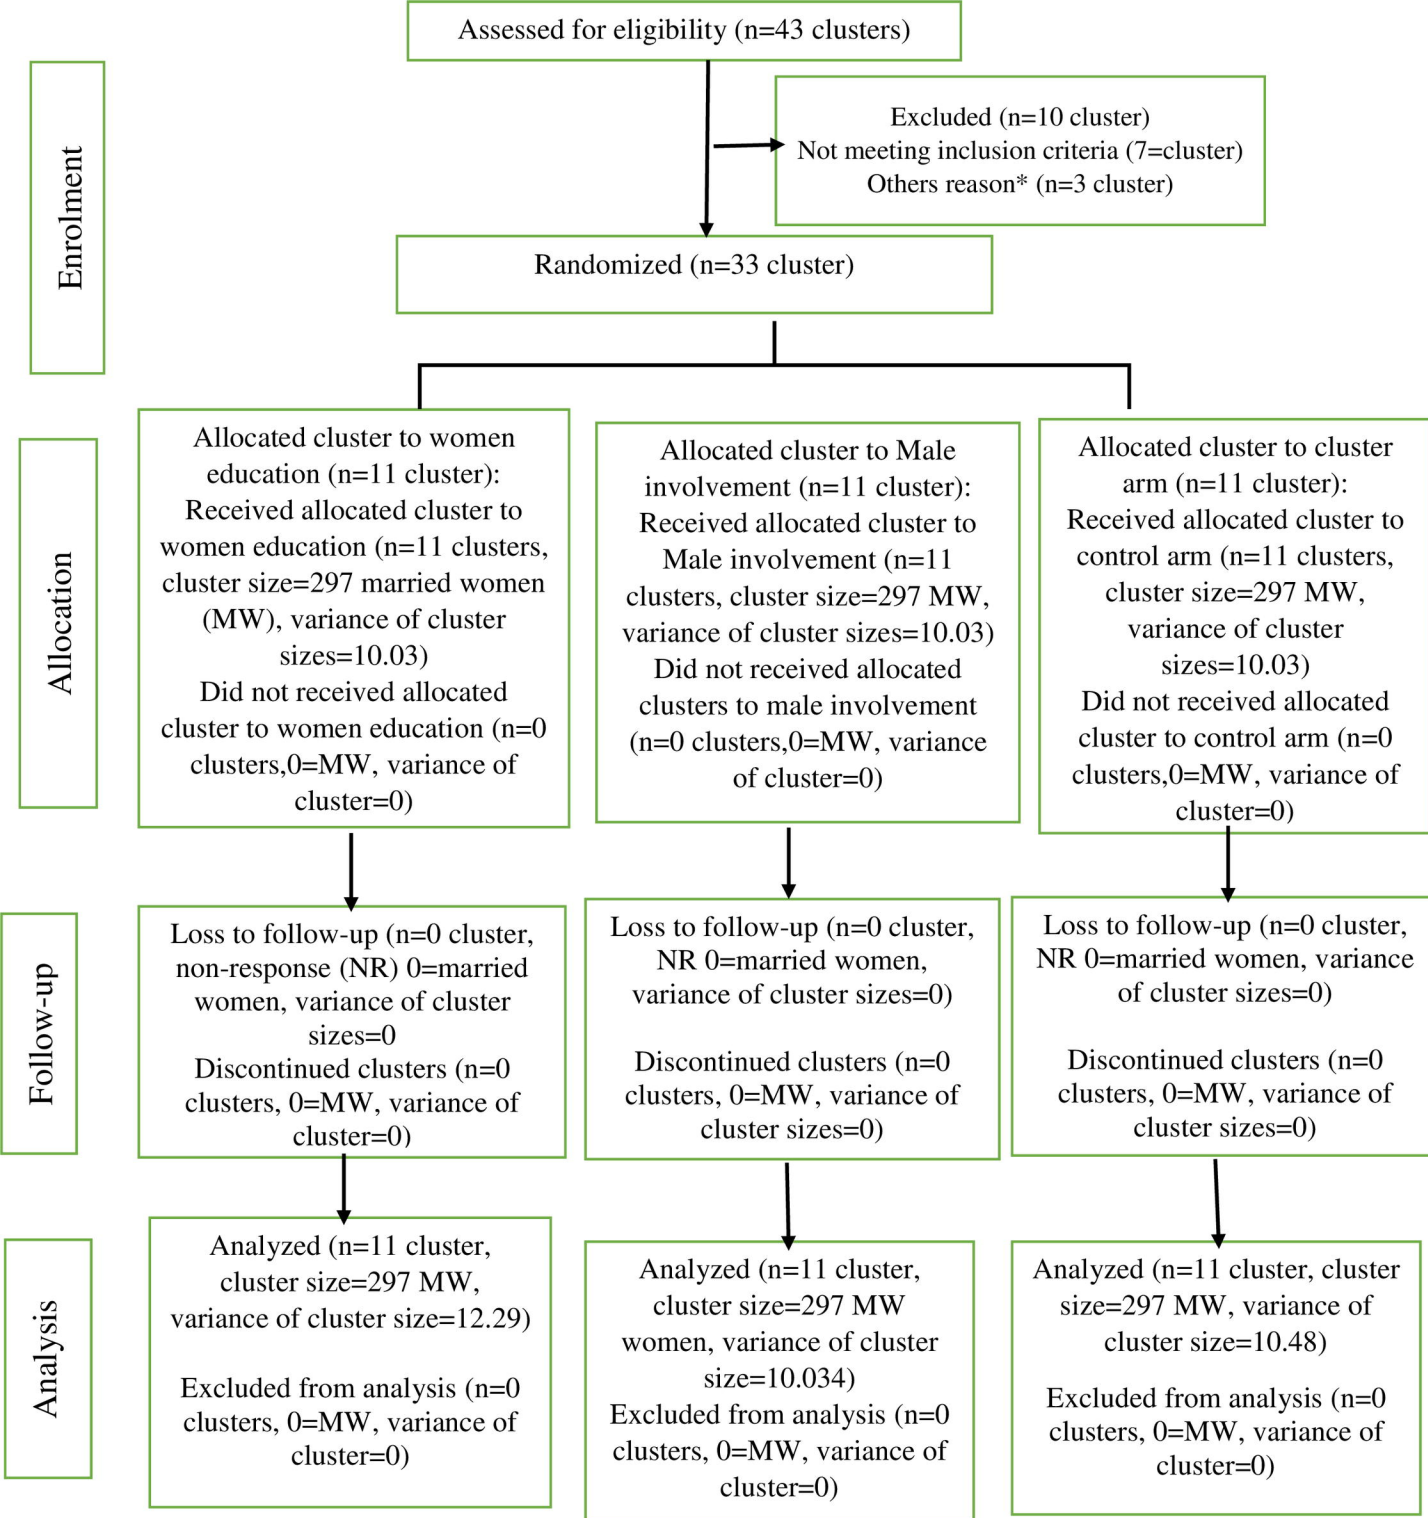 Assessed for eligibility (n=43 clusters)
Enrolment
Excluded (n=10 cluster)
Not meeting inclusion criteria (7=cluster)
Others reason* (n=3 cluster)
Randomized (n=33 cluster)
Allocation
Allocated cluster to women
education (n=11 cluster):
Received allocated cluster to
women education (n=11 clusters,
cluster size=297 married women
(MW), variance of cluster
sizes=10.03)
Did not received allocated
cluster to women education (n=0
clusters,0=MW, variance of
cluster=0)
Allocated cluster to Male
involvement (n=11 cluster):
Received allocated cluster to
Male involvement (n=11
clusters, cluster size=297 MW,
variance of cluster sizes=10.03)
Did not received allocated
clusters to male involvement
(n=0 clusters,0=MW, variance
of cluster=0)
Allocated cluster to cluster
arm (n=11 cluster):
Received allocated cluster to
control arm (n=11 clusters,
cluster size=297 MW,
variance of cluster
sizes=10.03)
Did not received allocated
cluster to control arm (n=0
clusters,0=MW, variance of
cluster=0)
Follow-up
Loss to follow-up (n=0 cluster,
non-response (NR) 0=married
women, variance of cluster
sizes=0
Discontinued clusters (n=0
clusters, 0=MW, variance of
cluster=0)
Loss to follow-up (n=0 cluster,
NR 0=married women,
variance of cluster sizes=0)
Discontinued clusters (n=0
clusters, 0=MW, variance of
cluster sizes=0)
Loss to follow-up (n=0 cluster,
NR 0=married women, variance
of cluster sizes=0)
Discontinued clusters (n=0
clusters, 0=MW, variance of
cluster sizes=0)
Analysis
Analyzed (n=11 cluster,
cluster size=297 MW,
variance of cluster size=12.29)
Excluded from analysis (n=0
clusters, 0=MW, variance of
cluster=0)
Analyzed (n=11 cluster,
cluster size=297 MW
women, variance of cluster
size=10.034)
Excluded from analysis (n=0
clusters, 0=MW, variance of
cluster=0)
Analyzed (n=11 cluster, cluster
size=297 MW, variance of
cluster size=10.48)
Excluded from analysis (n=0
clusters, 0=MW, variance of
cluster=0)